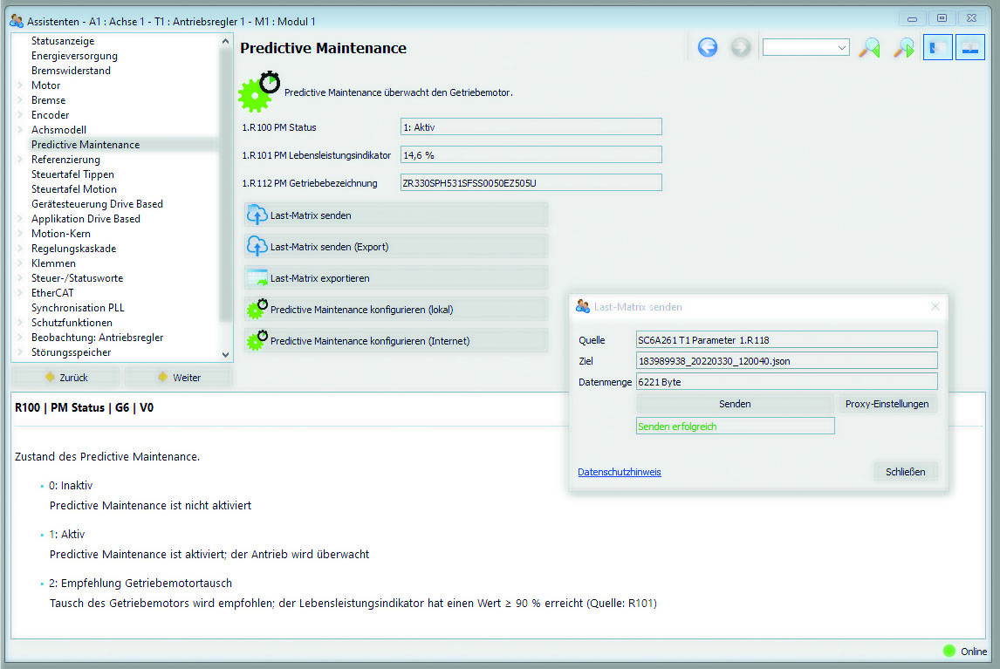 Assistenten - A1 : Achse 1 - T1 : Antriebsregler 1 - M1 : Modul 1
Statusanzeige
Energieversorgung
Bremswiderstand
Motor
Bremse
Encoder
Achsmodell
Predictive Maintenance
Referenzierung
Steuertafel Tippen
Steuertafel Motion
Gerätesteuerung Drive Based
Applikation Drive Based
Motion-Kern
Regelungskaskade
Klemmen
Steuer-/Statusworte
EtherCAT
Synchronisation PLL
Schutzfunktionen
Beobachtung: Antriebsregler
Störungsspeicher
Zurück
Weiter
Predictive Maintenance
Predictive Maintenance überwacht den Getriebemotor.
1.R100 PM Status 1: Aktiv
1.R101 PM Lebensleistungsindikator 14,6 %
1.R112 PM Getriebebezeichnung ZR330SPH531SFSS0050EZ505U
Last-Matrix senden
Last-Matrix senden (Export)
Last-Matrix exportieren
Predictive Maintenance konfigurieren (lokal)
Predictive Maintenance konfigurieren (Internet)
Last-Matrix senden
Quelle SC6A261 T1 Parameter 1.R118
Ziel 183989938_20220330_120040.json
Datenmenge 6221 Byte
Senden Proxy-Einstellungen
Senden erfolgreich
Datenschutzhinweis Schließen
R100 | PM Status | G6 | V0
Zustand des Predictive Maintenance.
• 0: Inaktiv
Predictive Maintenance ist nicht aktiviert
• 1: Aktiv
Predictive Maintenance ist aktiviert; der Antrieb wird überwacht
• 2: Empfehlung Getriebemotortausch
Tausch des Getriebemotors wird empfohlen; der Lebensleistungsindikator hat einen Wert ≥ 90 % erreicht (Quelle: R101)
Online